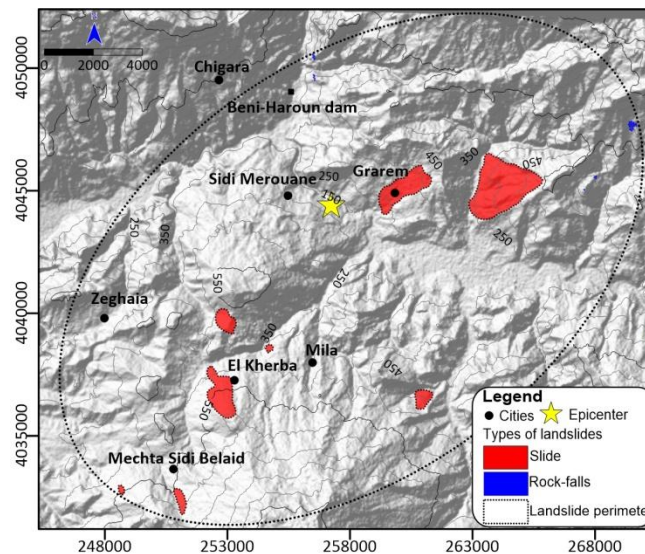 0 2000 4000
Chigara
Beni-Haroun dam
Sidi Merouane
250
150
Grarem
450
350
450
250
250
350
550
250
Zeghaia
350
El Kherba
Mila
550
450
Mechta Sidi Belaid
4050000
4045000
4040000
4035000
248000 253000 258000 263000 268000
Legend
Cities Epicenter
Types of landslides
Slide
Rock-falls
Landslide perimete